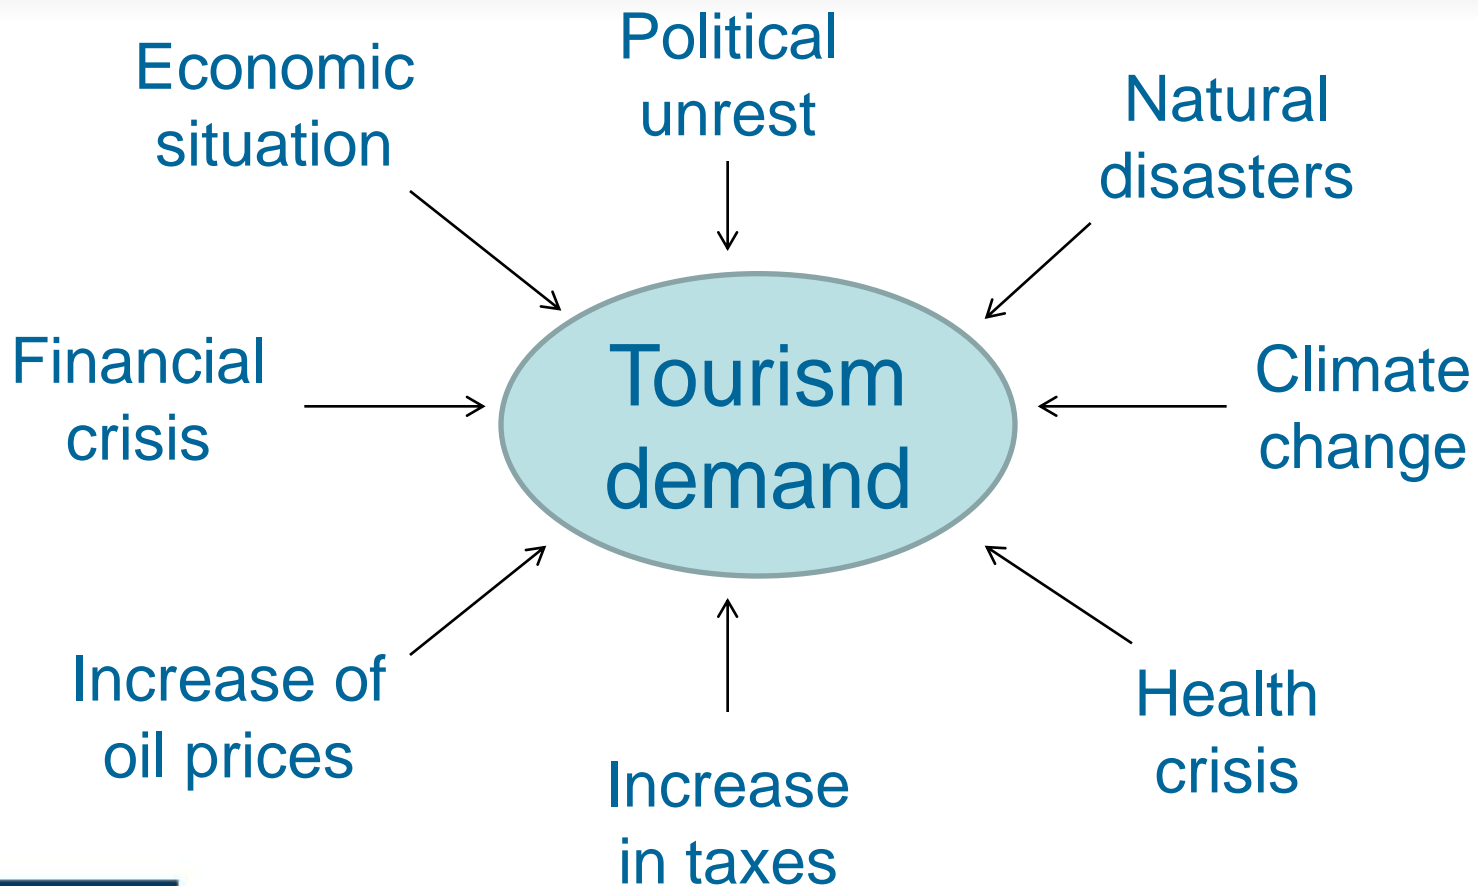 Political
unrest
Economic
situation
Natural
disasters
Financial
crisis
Tourism
demand
Climate
change
Increase of
oil prices
Health
crisis
Increase
in taxes